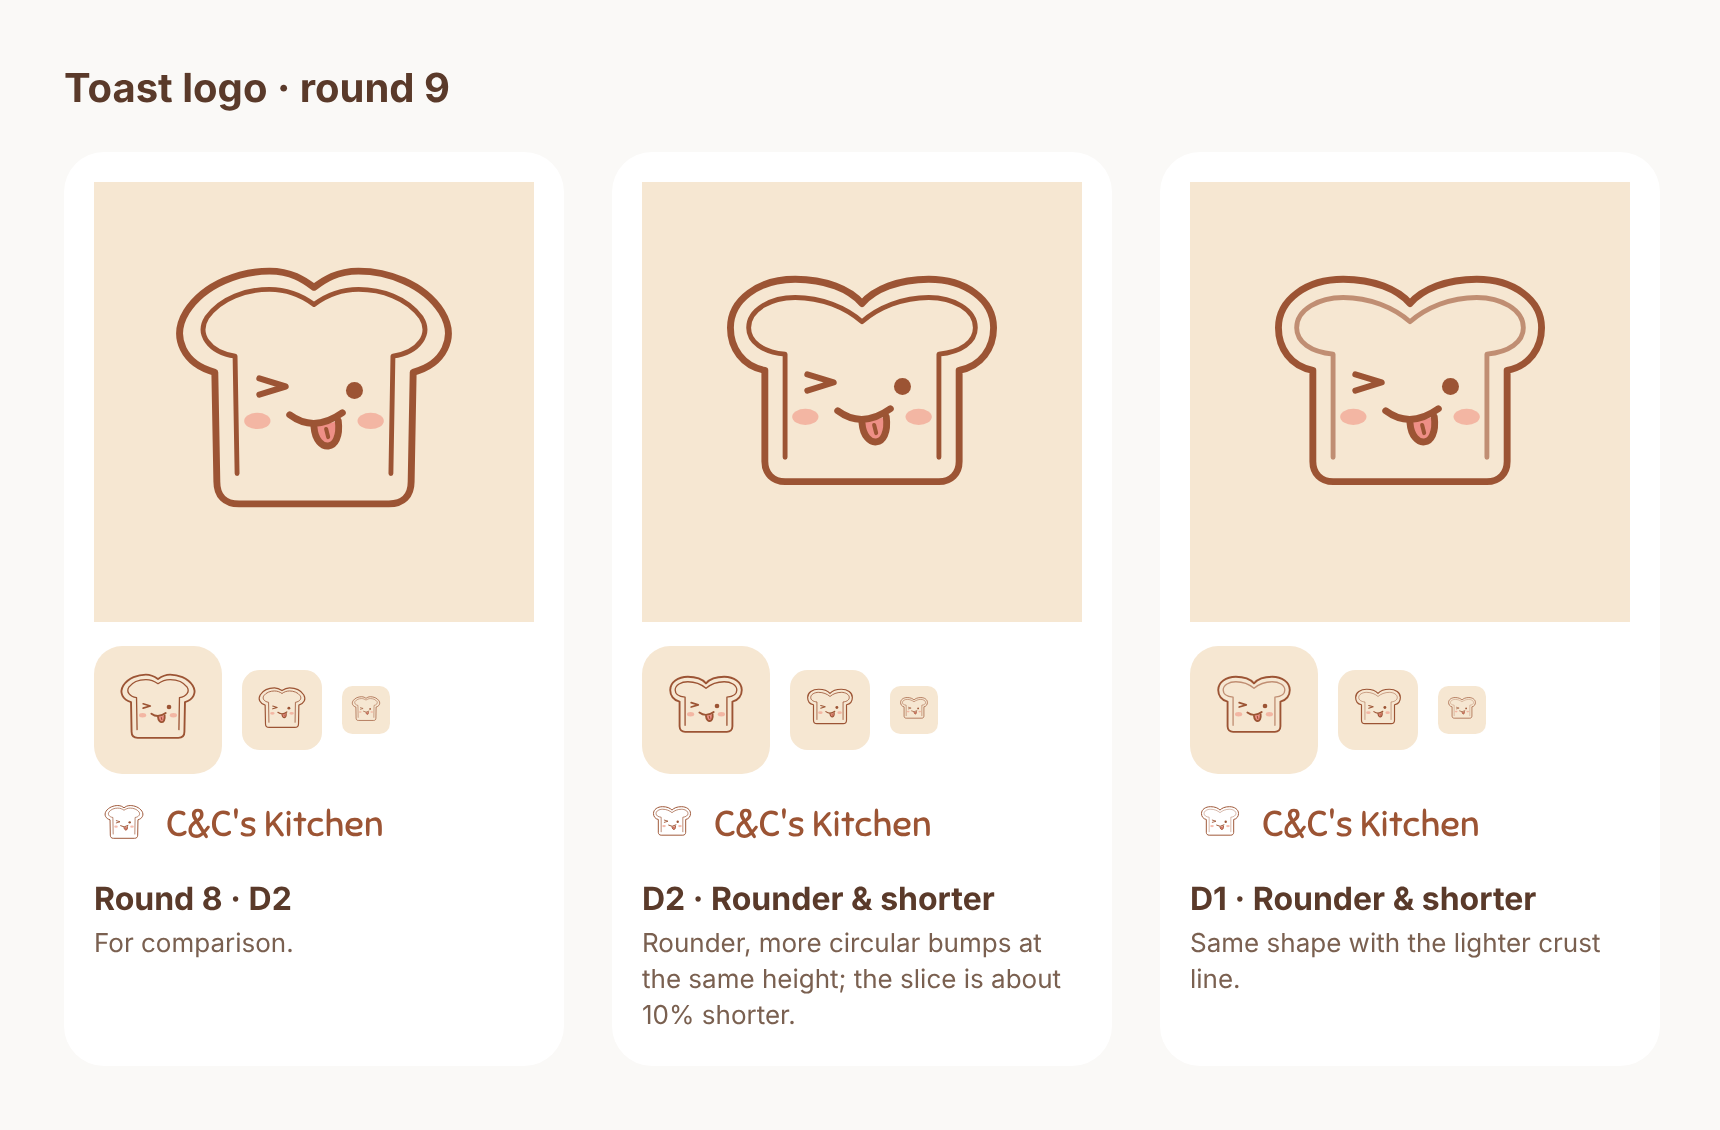 Toast logo · round 9
C&C's Kitchen
Round 8 · D2
For comparison.
C&C's Kitchen
D2 · Rounder & shorter
Rounder, more circular bumps at
the same height; the slice is about
10% shorter.
C&C's Kitchen
D1 · Rounder & shorter
Same shape with the lighter crust
line.